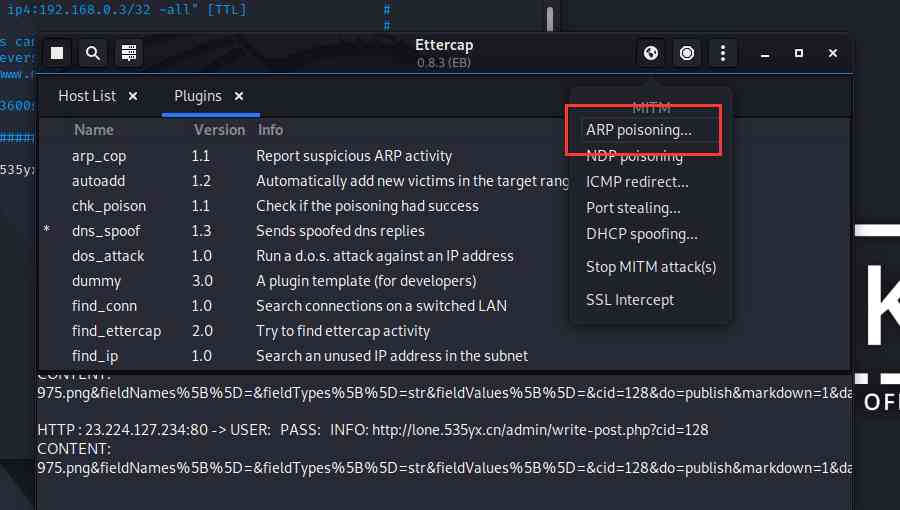 ip4:192.168.0.3/32 ~all" [TTL] #
#
s can
evers
www.
3600s
#####
535yx
Ettercap
0.8.3 (EB)
Host List × Plugins ×
MITM
Name Version Info
ARP poisoning...
arp_cop 1.1 Report suspicious ARP activity
NDP poisoning
autoadd 1.2 Automatically add new victims in the target rang
ICMP redirect...
chk_poison 1.1 Check if the poisoning had success
Port stealing...
* dns_spoof 1.3 Sends spoofed dns replies
DHCP spoofing...
dos_attack 1.0 Run a d.o.s. attack against an IP address
Stop MITM attack(s)
dummy 3.0 A plugin template (for developers)
SSL Intercept
find_conn 1.0 Search connections on a switched LAN
find_ettercap 2.0 Try to find ettercap activity
find_ip 1.0 Search an unused IP address in the subnet
CONTENT:
975.png&fieldNames%5B%5D=&fieldTypes%5B%5D=str&fieldValues%5B%5D=&cid=128&do=publish&markdown=1&da
HTTP : 23.224.127.234:80 -> USER: PASS: INFO: http://lone.535yx.cn/admin/write-post.php?cid=128
CONTENT:
975.png&fieldNames%5B%5D=&fieldTypes%5B%5D=str&fieldValues%5B%5D=&cid=128&do=publish&markdown=1&da
K
OFF